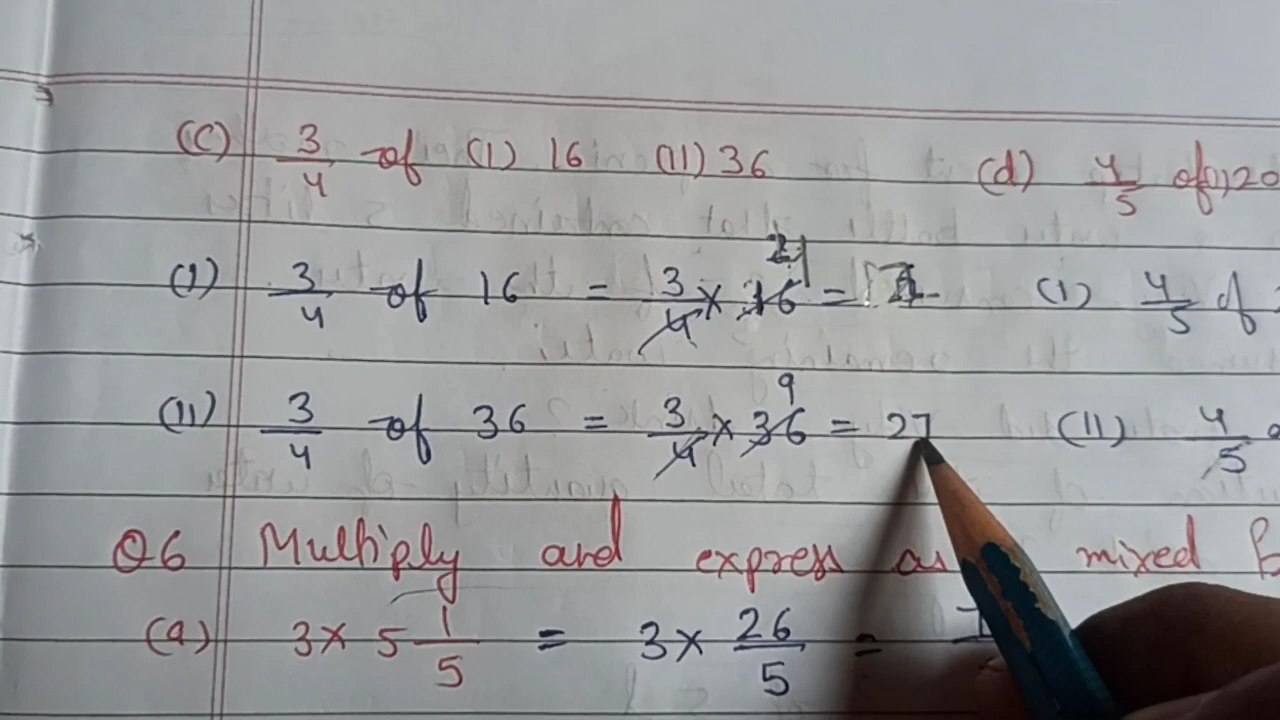 (C) 3/4 of (I) 16 (II) 36 (d) 4/5 of (I) 20
(I) 3/4 of 16 = 3/4 × 16 = (I) 4/5 of
(II) 3/4 of 36 = 3/4 × 36 9 = 27 (II) 4/5
Q6 Multiply and express as mixed
(a) 3 × 5 1/5 = 3 × 26/5 =